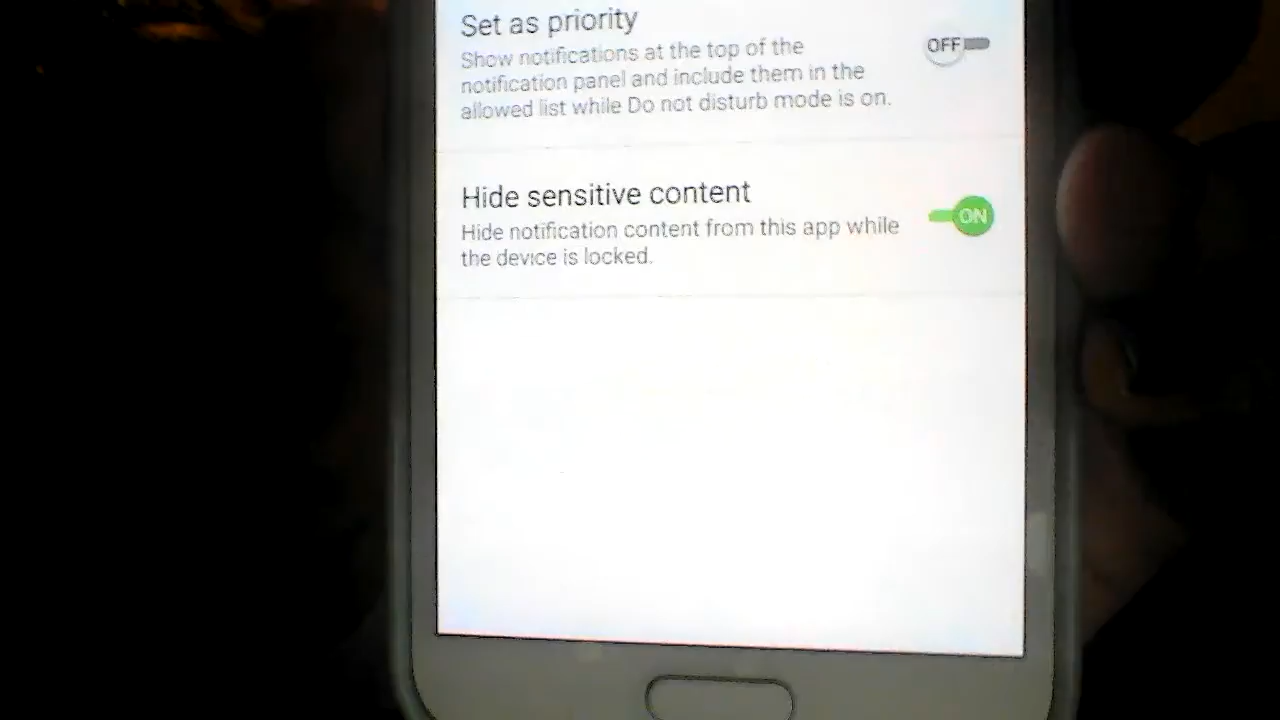 Set as priority
Show notifications at the top of the
notification panel and include them in the
allowed list while Do not disturb mode is on.
OFF
Hide sensitive content
Hide notification content from this app while
the device is locked.
ON